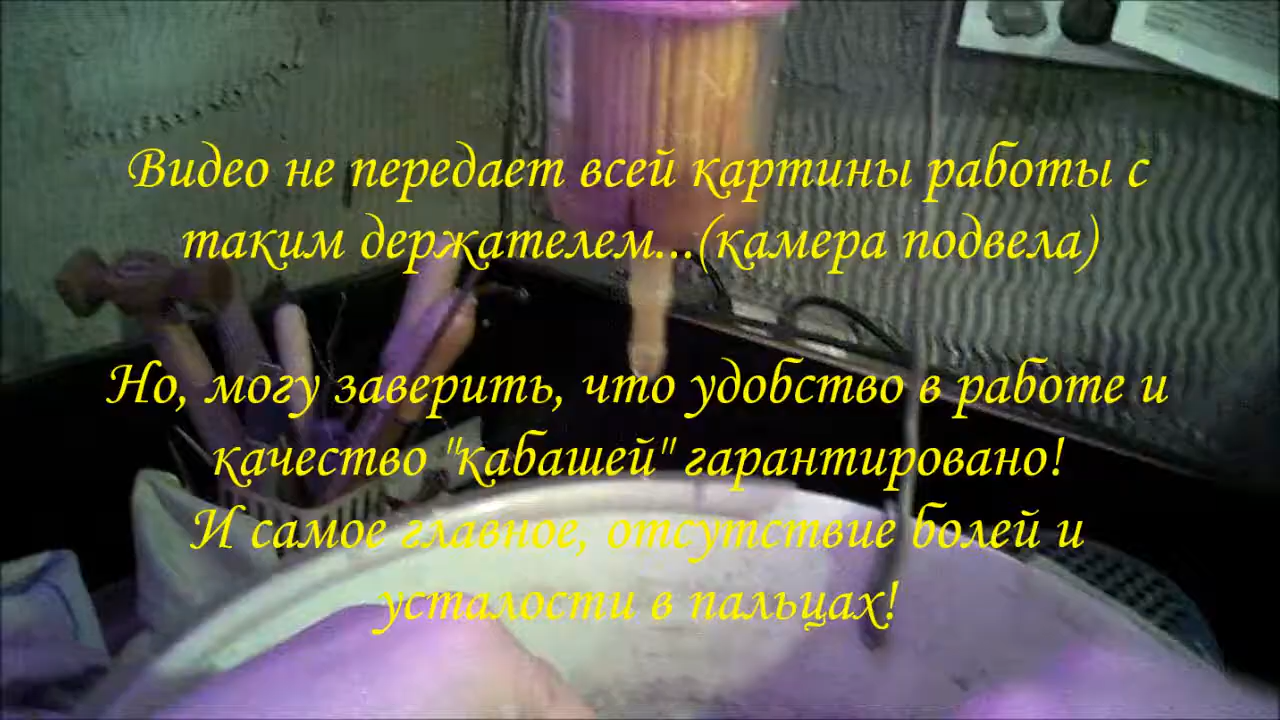 Видео не передает всей картины работы с
таким держателем...(камера подвела)
Но, могу заверить, что удобство в работе и
качество "кабашей" гарантировано!
И самое главное, отсутствие болей и
усталости в пальцах!